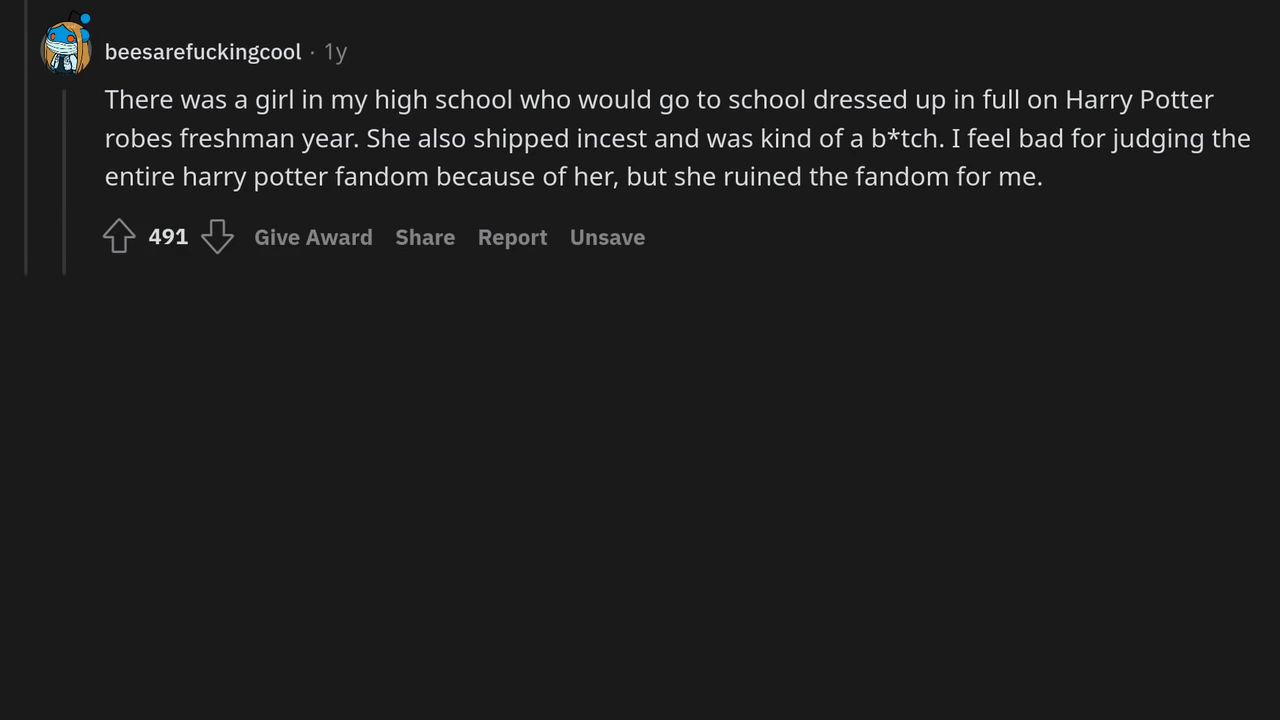 beesarefuckingcool · 1y
There was a girl in my high school who would go to school dressed up in full on Harry Potter
robes freshman year. She also shipped incest and was kind of a b*tch. I feel bad for judging the
entire harry potter fandom because of her, but she ruined the fandom for me.
491 Give Award Share Report Unsave